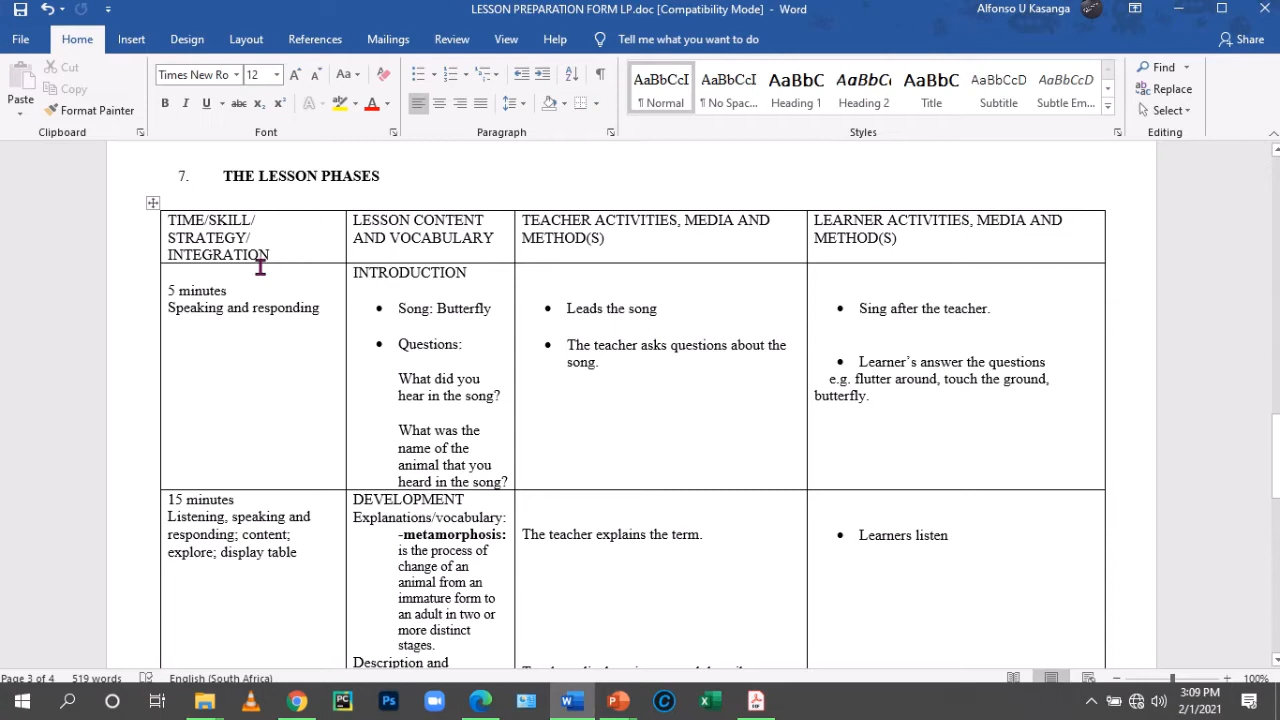 LESSON PREPARATION FORM LP.doc [Compatibility Mode] - Word
Alfonso U Kasanga
File Home Insert Design Layout References Mailings Review View Help Tell me what you want to do Share
Paste
Cut
Copy
Format Painter
Clipboard
Times New Ro 12
Aa
B I U abc x₂ x²
A
Font
Paragraph
AaBbCcI AaBbCcI AaBbC AaBbCc AaBbC AaBbCcD AaBbCcD
¶ Normal ¶ No Spac... Heading 1 Heading 2 Title Subtitle Subtle Em...
Styles
Find
Replace
Select
Editing
7. THE LESSON PHASES
TIME/SKILL/
STRATEGY/
INTEGRATION
LESSON CONTENT
AND VOCABULARY
TEACHER ACTIVITIES, MEDIA AND
METHOD(S)
LEARNER ACTIVITIES, MEDIA AND
METHOD(S)
5 minutes
Speaking and responding
INTRODUCTION
• Song: Butterfly
• Questions:
What did you
hear in the song?
What was the
name of the
animal that you
heard in the song?
• Leads the song
• The teacher asks questions about the
song.
• Sing after the teacher.
• Learner’s answer the questions
e.g. flutter around, touch the ground,
butterfly.
15 minutes
Listening, speaking and
responding; content;
explore; display table
DEVELOPMENT
Explanations/vocabulary:
-metamorphosis:
is the process of
change of an
animal from an
immature form to
an adult in two or
more distinct
stages.
Description and
The teacher explains the term.
• Learners listen
Page 3 of 4 519 words English (South Africa) 100%
3:09 PM
2/1/2021